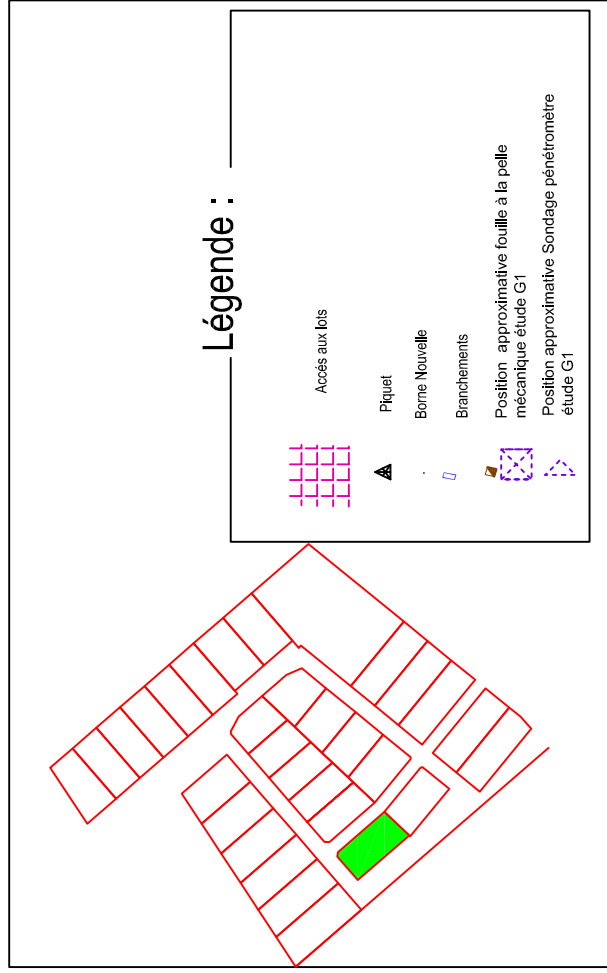 Légende :
Accés aux lots
Piquet
Borne Nouvelle
Branchements
Position approximative fouille à la pelle
mécanique étude G1
Position approximative Sondage pénétromètre
étude G1